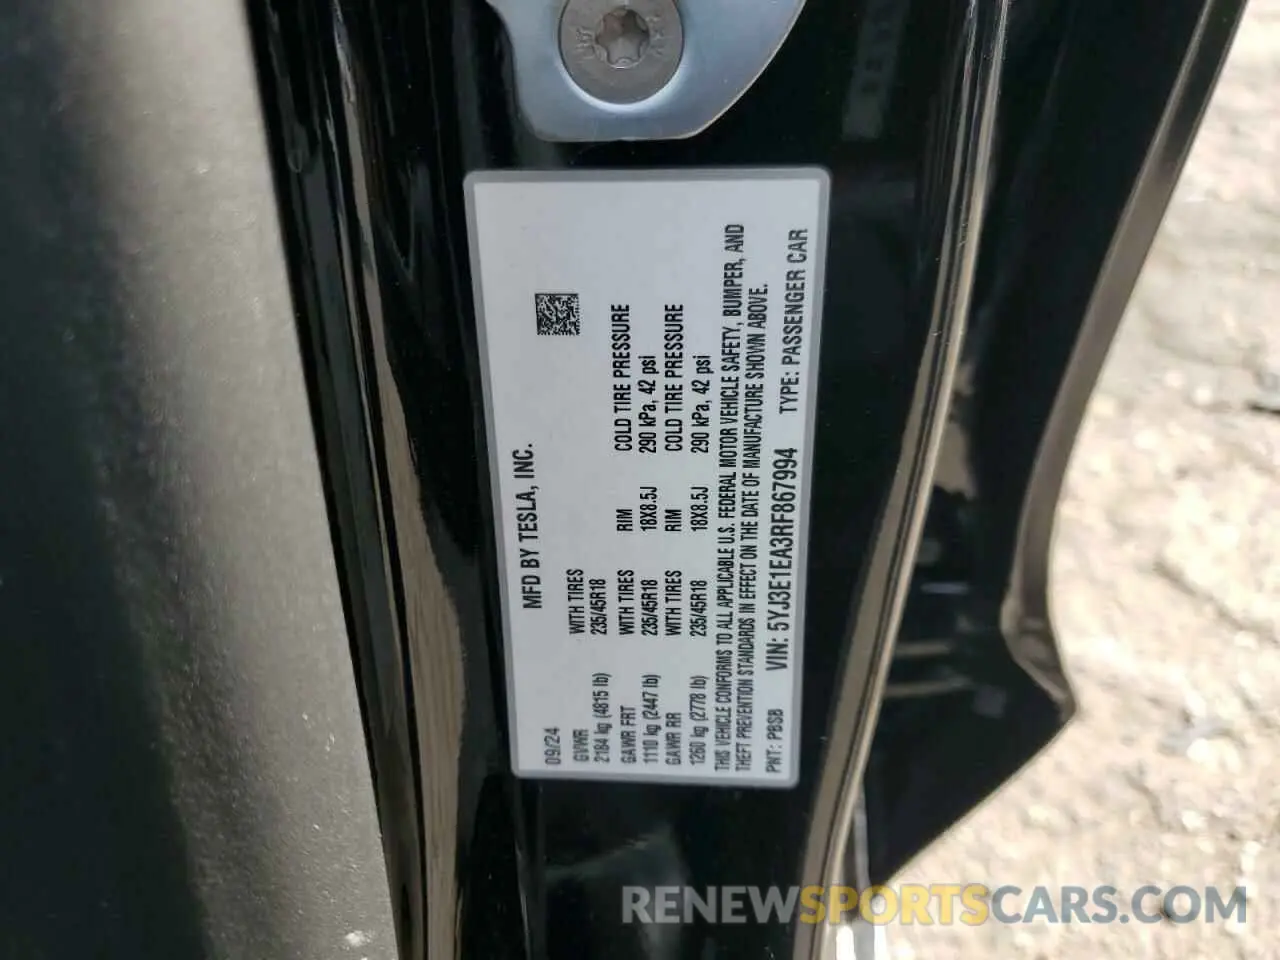 MFD BY TESLA, INC.
09/24
GVWR WITH TIRES
2184 kg (4815 lb) 235/45R18
GAWR FRT WITH TIRES RIM COLD TIRE PRESSURE
1110 kg (2447 lb) 235/45R18 18X8.5J 290 kPa, 42 psi
GAWR RR WITH TIRES RIM COLD TIRE PRESSURE
1260 kg (2778 lb) 235/45R18 18X8.5J 290 kPa, 42 psi
THIS VEHICLE CONFORMS TO ALL APPLICABLE U.S. FEDERAL MOTOR VEHICLE SAFETY, BUMPER, AND
THEFT PREVENTION STANDARDS IN EFFECT ON THE DATE OF MANUFACTURE SHOWN ABOVE.
PNT: PBSB VIN: 5YJ3E1EA3RF867994 TYPE: PASSENGER CAR
RENEWSPORTSCARS.COM